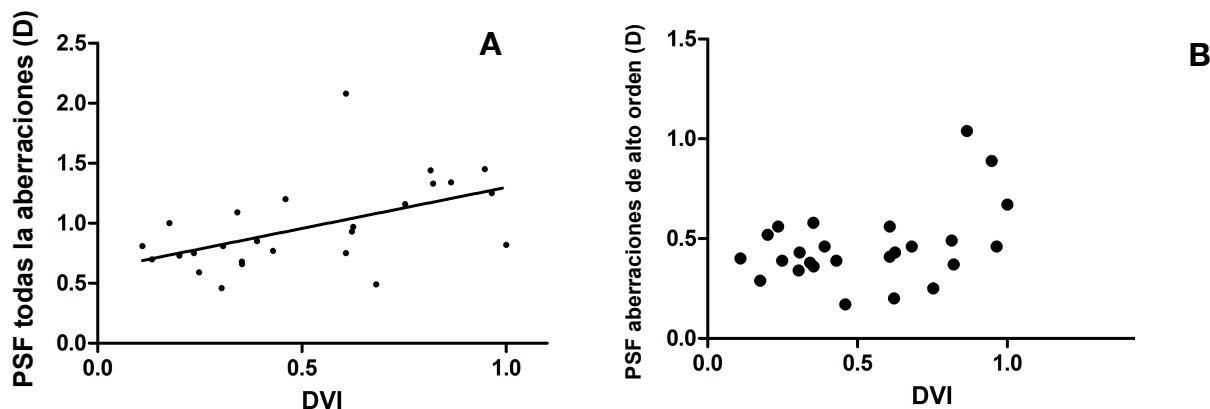 PSF todas la aberraciones (D)
2.5
2.0
1.5
1.0
0.5
0.0
0.0 0.5 1.0
DVI
A
PSF aberraciones de alto orden (D)
1.5
1.0
0.5
0.0
0.0 0.5 1.0
DVI
B